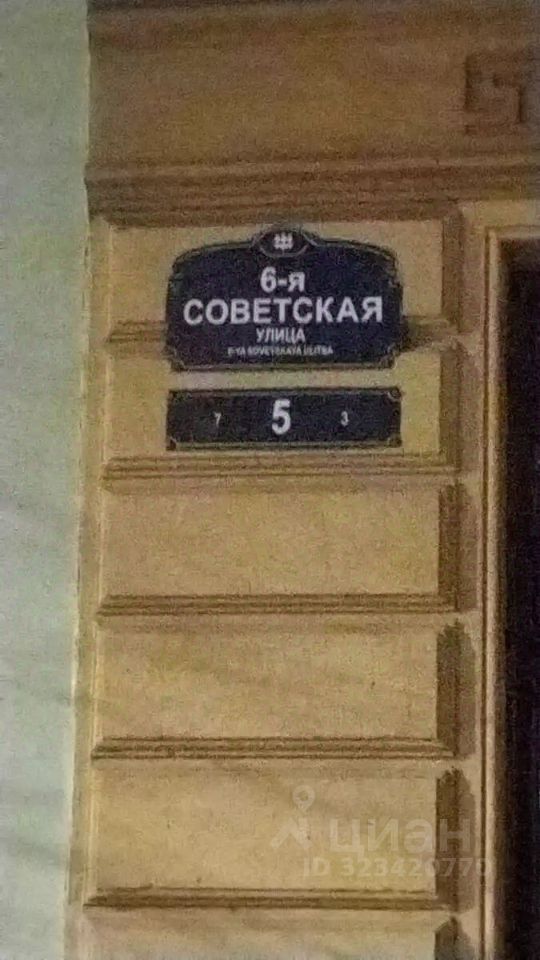 6-я
СОВЕТСКАЯ
УЛИЦА
6-YA SOVETSKAYA ULITSA
7 5 3
циан
ID 323420770